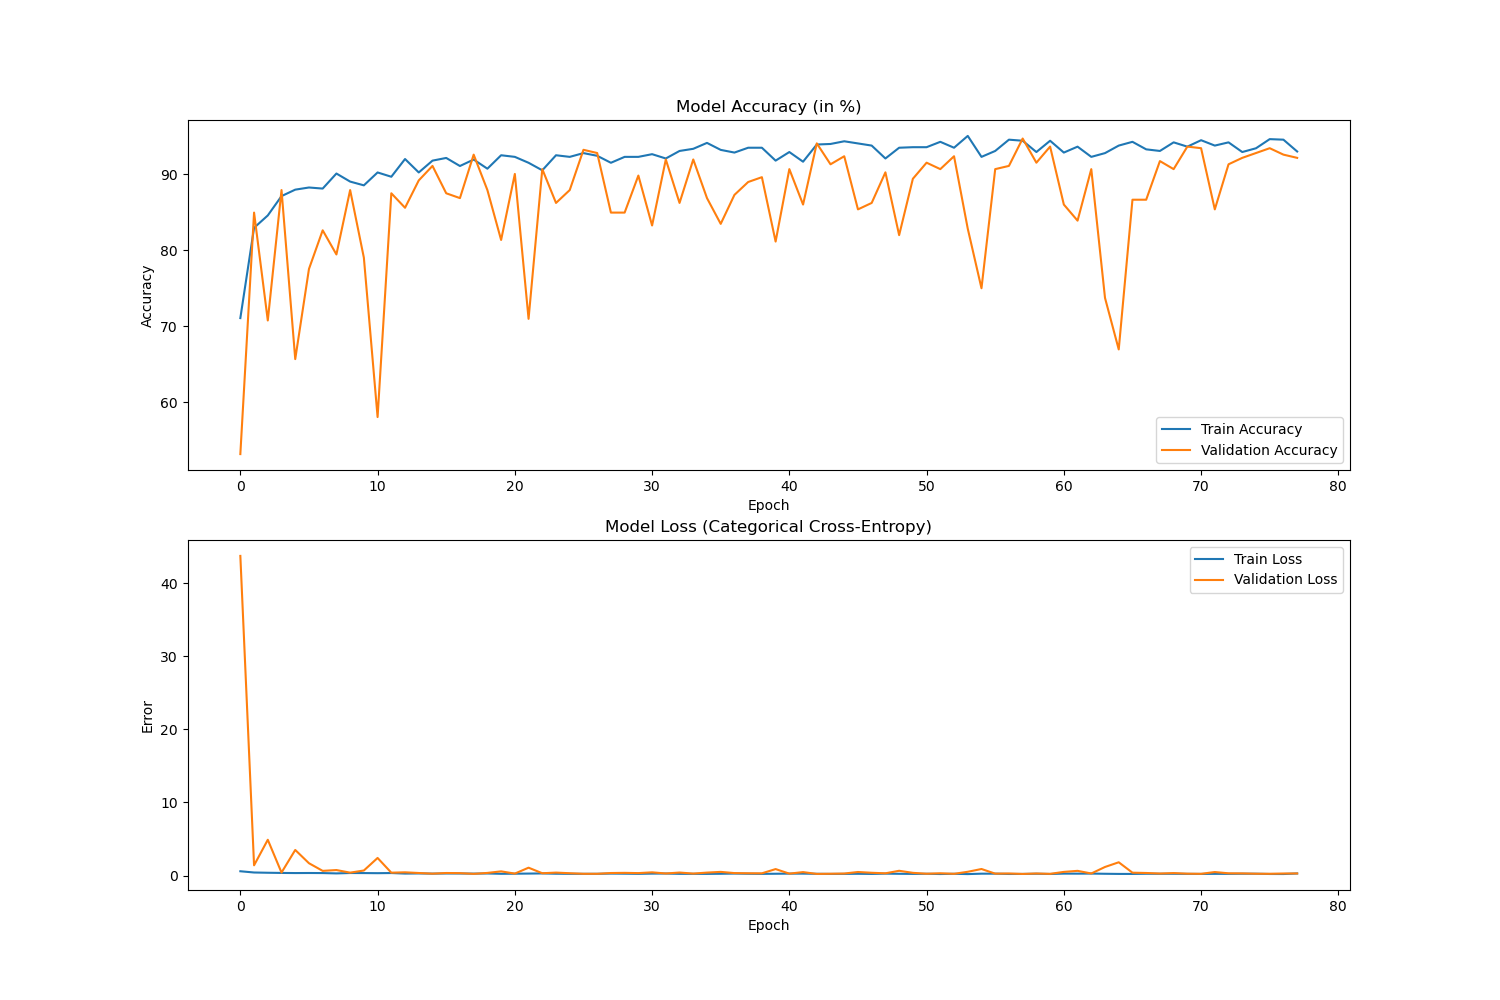 Model Accuracy (in %)
Accuracy
90
80
70
60
Train Accuracy
Validation Accuracy
0 10 20 30 40 50 60 70 80
Epoch
Model Loss (Categorical Cross-Entropy)
Error
40
30
20
10
0
Train Loss
Validation Loss
0 10 20 30 40 50 60 70 80
Epoch